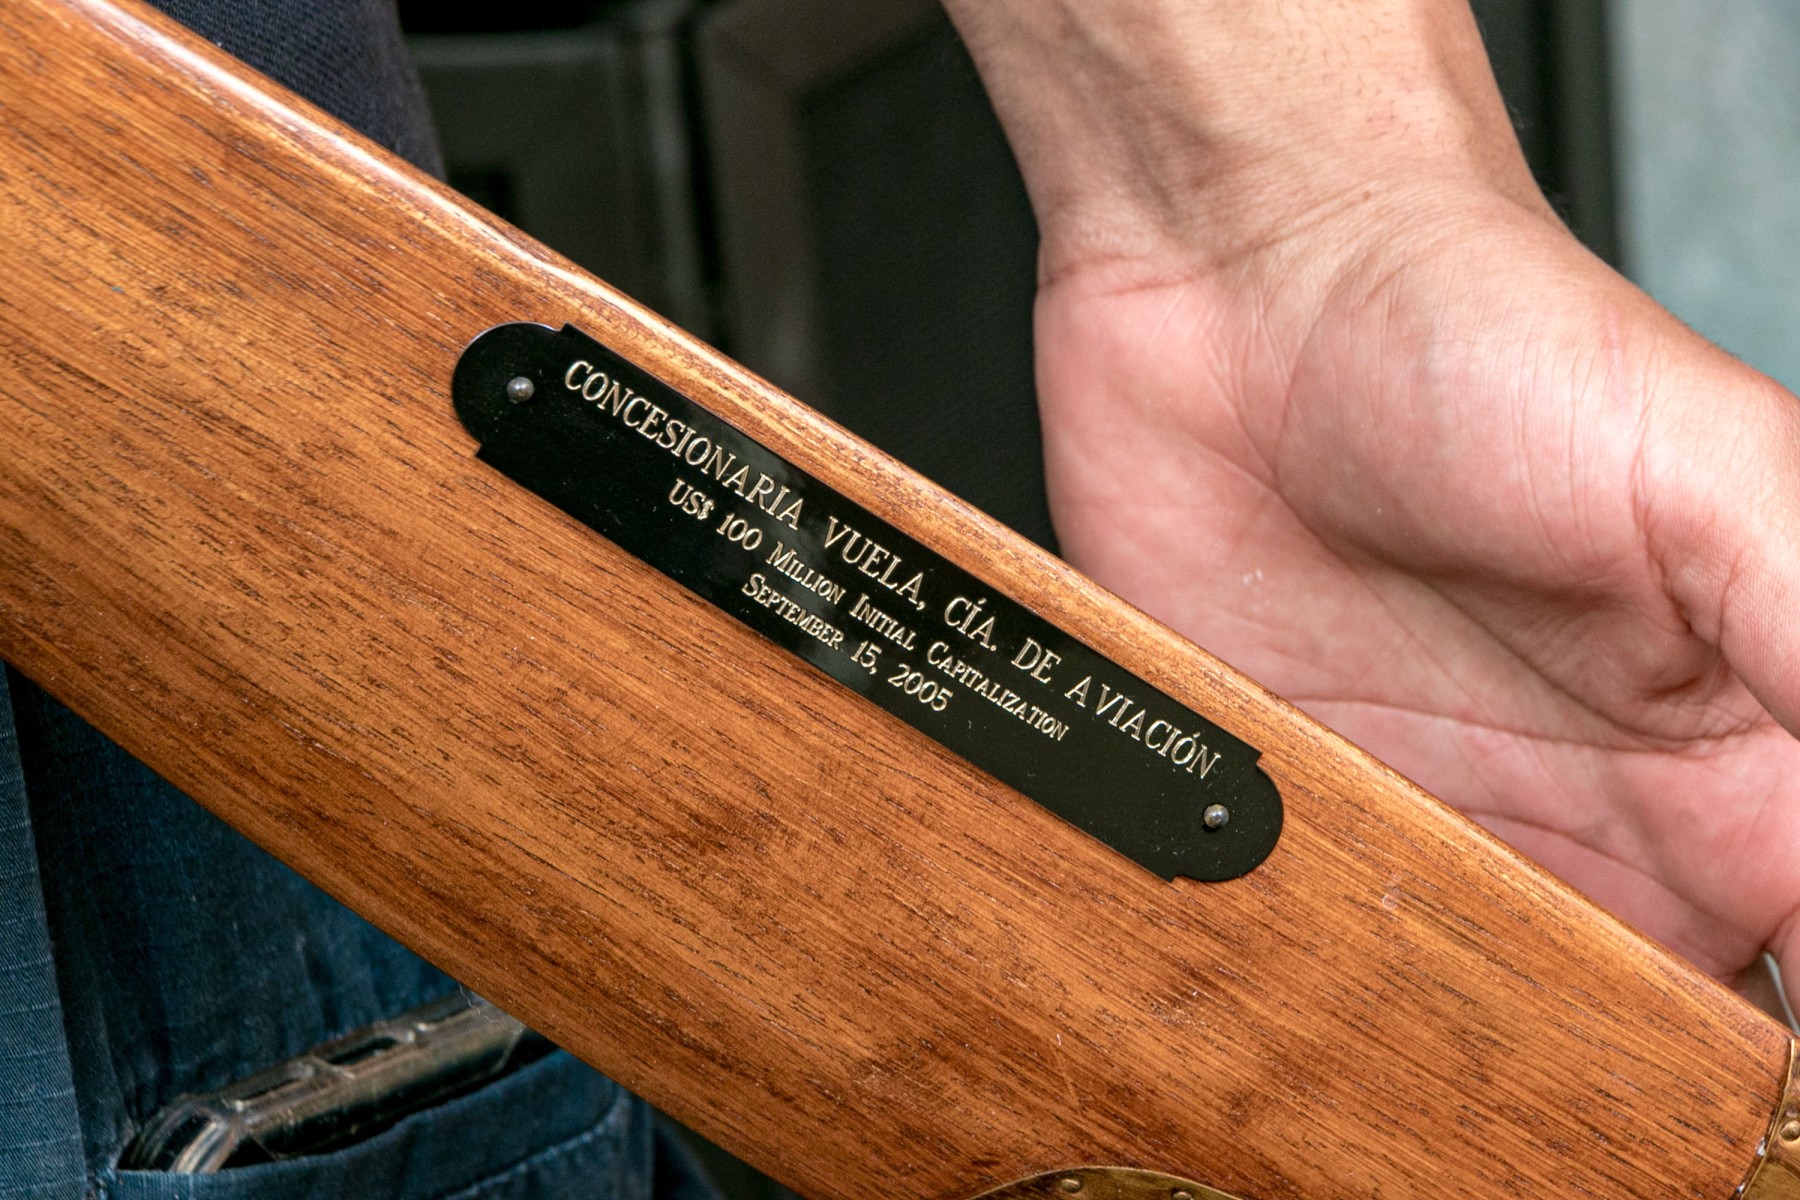 CONCESIONARIA VUELA, CÍA. DE AVIACIÓN
US$ 100 MILLION INITIAL CAPITALIZATION
SEPTEMBER 15, 2005